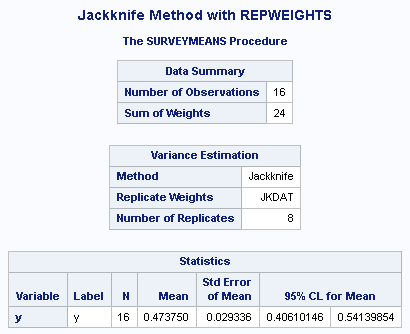 Jackknife Method with REPWEIGHTS
The SURVEYMEANS Procedure
Data Summary
Number of Observations 16
Sum of Weights 24
Variance Estimation
Method Jackknife
Replicate Weights JKDAT
Number of Replicates 8
Statistics
Variable Label N Mean Std Error of Mean 95% CL for Mean
y y 16 0.473750 0.029336 0.40610146 0.54139854